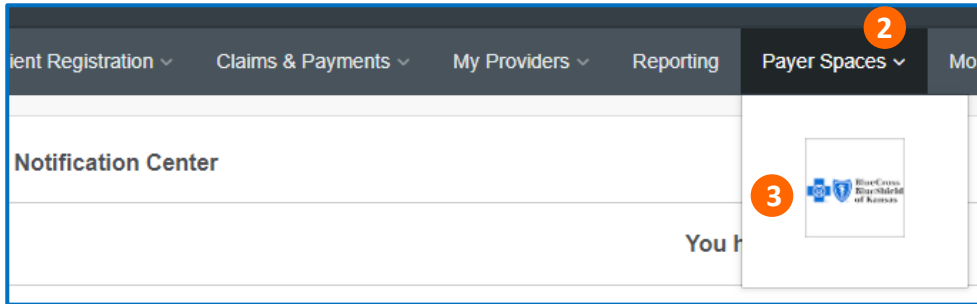 2
ient Registration Claims & Payments My Providers Reporting Payer Spaces Mo
Notification Center
3
BlueCross
BlueShield
of Kansas
You h